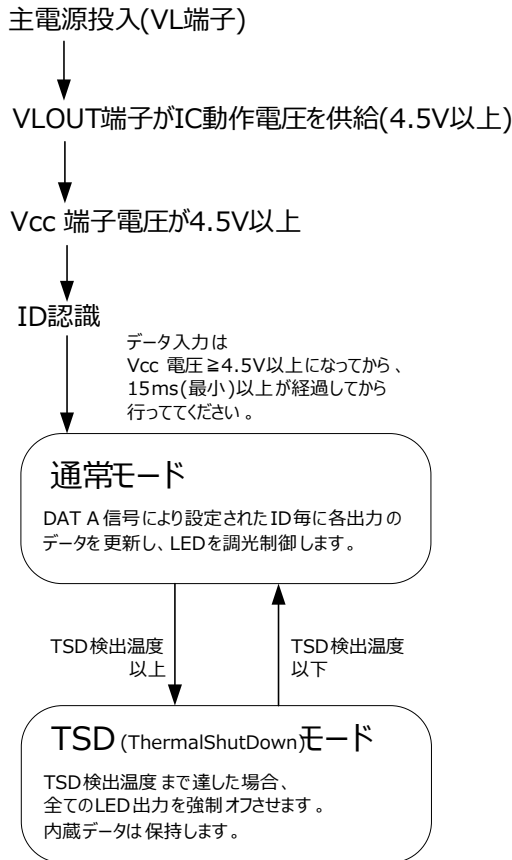 主電源投入(VL端子)
VLOUT端子がIC動作電圧を供給(4.5V以上)
Vcc 端子電圧が4.5V以上
ID認識
データ入力は
Vcc 電圧≧4.5V以上になってから、
15ms(最小)以上が経過してから
行っててください。
通常モード
DAT A 信号により設定されたID毎に各出力の
データを更新し、LEDを調光制御します。
TSD検出温度
以上
TSD検出温度
以下
TSD (ThermalShutDown)モード
TSD検出温度まで達した場合、
全てのLED出力を強制オフさせます。
内蔵データは保持します。